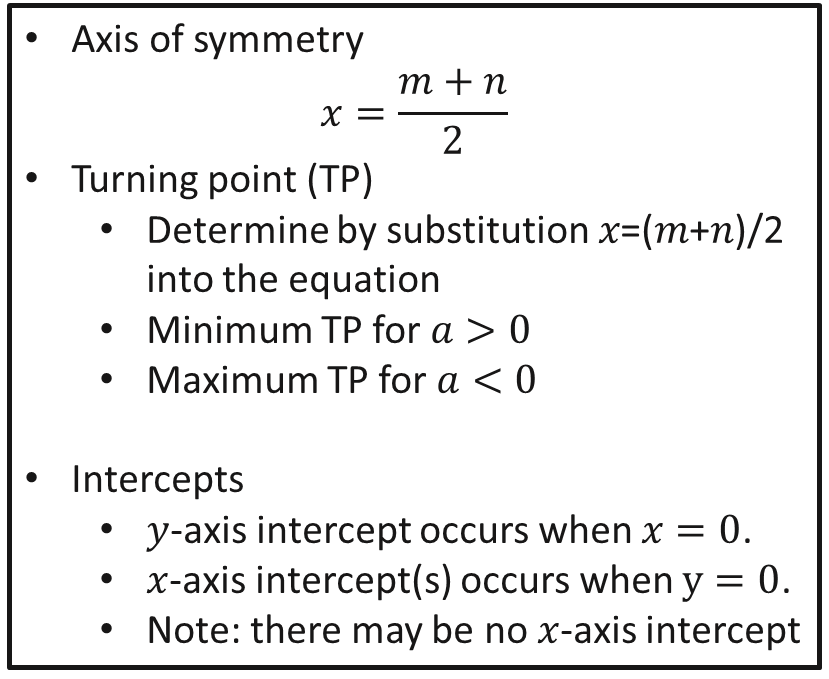 • Axis of symmetry
x = \frac{m + n}{2}
• Turning point (TP)
• Determine by substitution x=(m+n)/2
into the equation
• Minimum TP for a > 0
• Maximum TP for a < 0
• Intercepts
• y-axis intercept occurs when x = 0.
• x-axis intercept(s) occurs when y = 0.
• Note: there may be no x-axis intercept